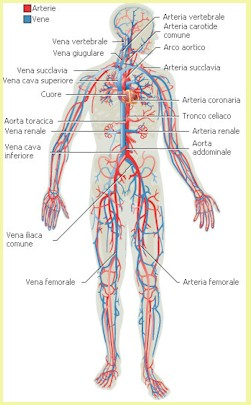 Arterie
Vene
Vena vertebrale
Vena giugulare
Vena succlavia
Vena cava superiore
Cuore
Aorta toracica
Vena renale
Vena cava
inferiore
Vena iliaca
comune
Vena femorale
Arteria vertebrale
Arteria carotide
comune
Arco aortico
Arteria succlavia
Arteria coronaria
Tronco celiaco
Arteria renale
Aorta
addominale
Arteria femorale